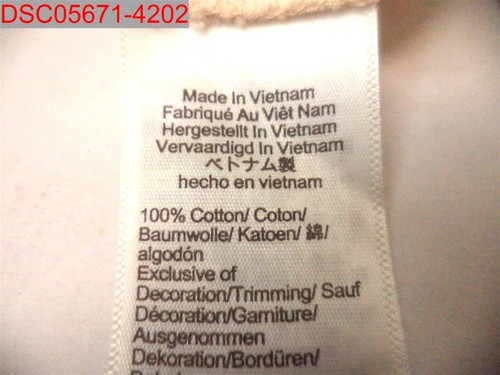 DSC05671-4202
Made In Vietnam
Fabriqué Au Viêt Nam
Hergestellt In Vietnam
Vervaardigd In Vietnam
ベトナム製
hecho en vietnam
100% Cotton/ Coton/
Baumwolle/ Katoen/ 綿/
algodón
Exclusive of
Decoration/Trimming/ Sauf
Décoration/Garniture/
Ausgenommen
Dekoration/Bordüren/